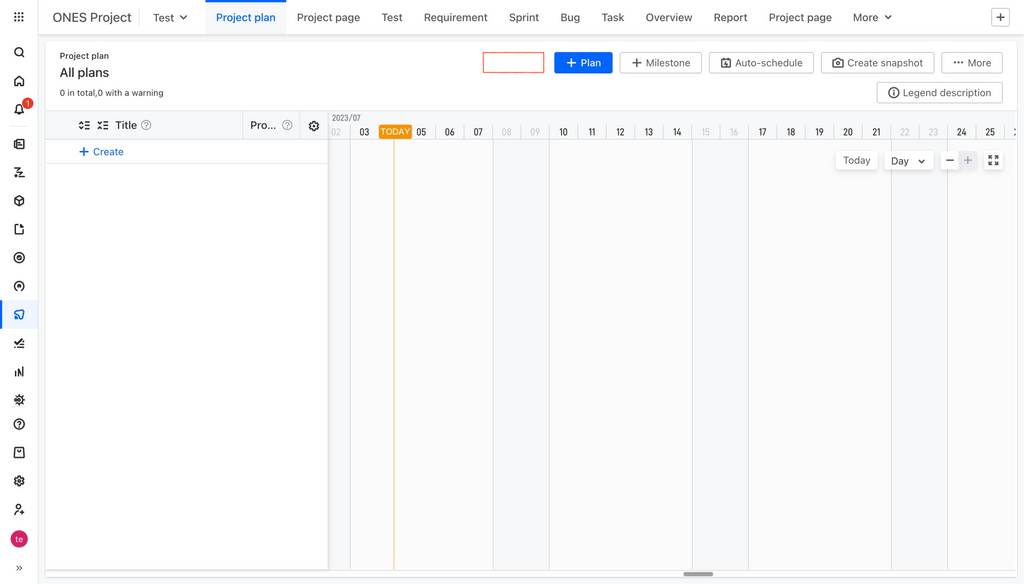 ONES Project
Test
Project plan
Project page
Test
Requirement
Sprint
Bug
Task
Overview
Report
Project page
More
Project plan
All plans
0 in total,0 with a warning
Plan
Milestone
Auto-schedule
Create snapshot
More
Legend description
1
Title
Pro...
2023/07
02 03 TODAY 05 06 07 08 09 10 11 12 13 14 15 16 17 18 19 20 21 22 23 24 25
Create
Today
Day
te